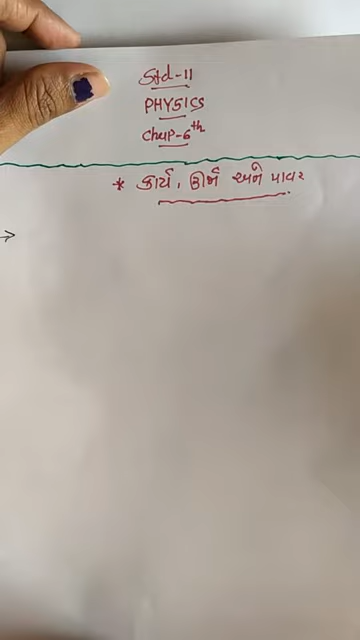 Std-11
PHYSICS
Chap-6th
* કાર્ય, ઊર્જા અને પાવર
→